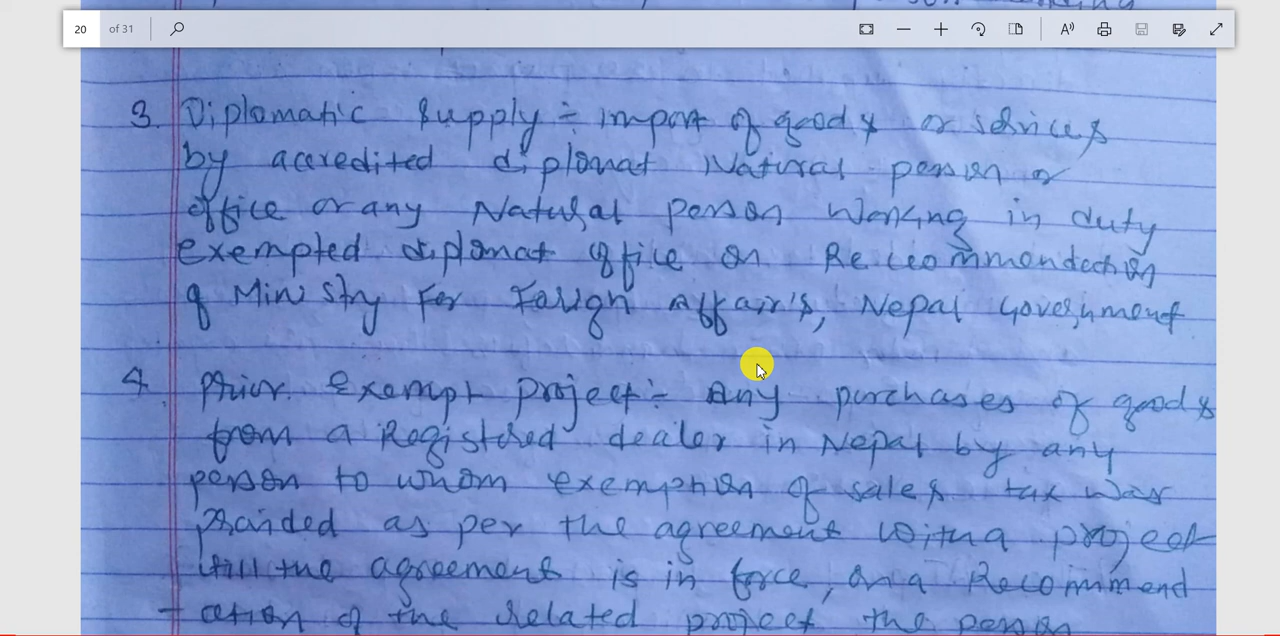 20 of 31
3. Diplomatic Supply ÷ import of goods or services
by accredited diplomat Natural person or
office or any Natural person working in duty
exempted diplomat office on Recommendation
of Ministry For Foreign Affair's, Nepal Government
4. Prior Exempt Project ÷ Any purchases of goods
from a Registered dealer in Nepal by any
person to whom exemption of sales tax was
provided as per the agreement with a project
till the agreement is in force, on a Recommend
-ation of the related project the person